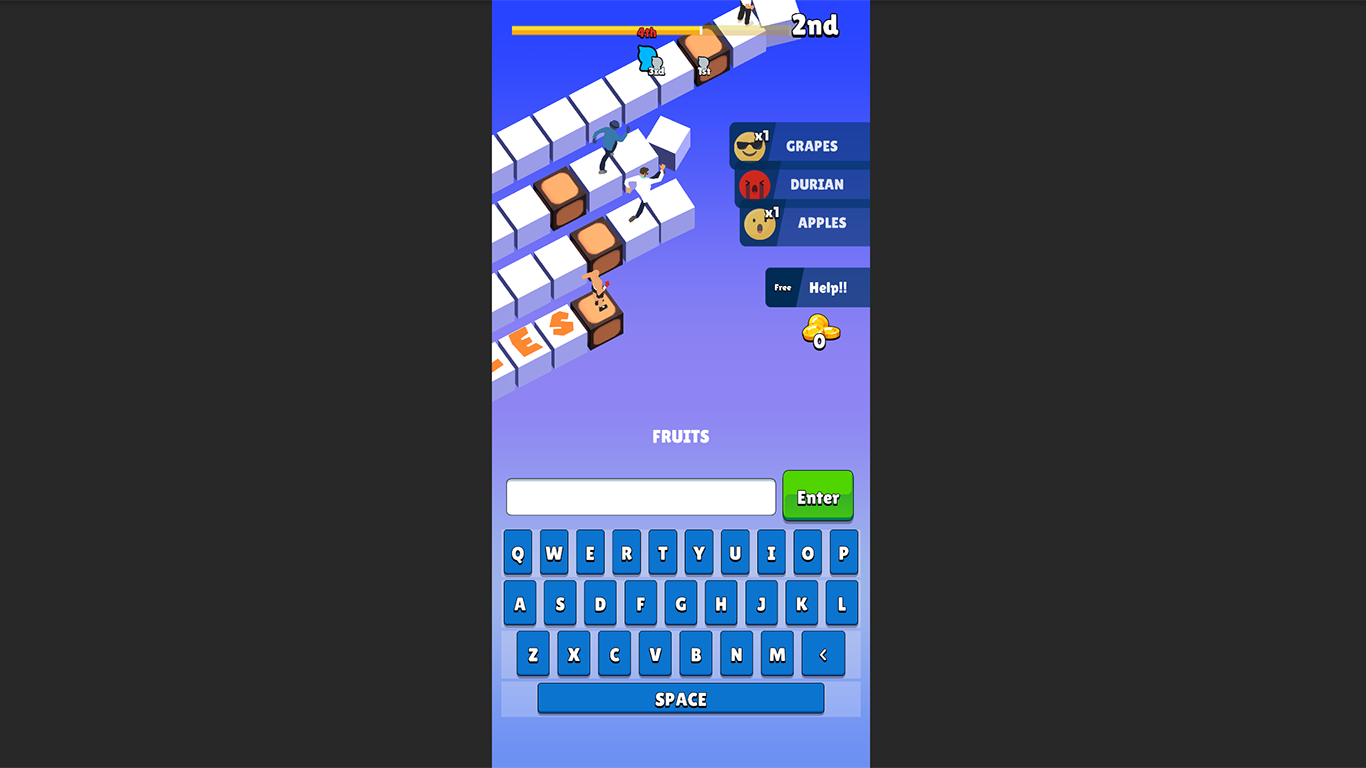 2nd
4th
3rd
1st
x1
GRAPES
DURIAN
x1
APPLES
Free
Help!!
0
E S
FRUITS
Enter
Q W E R T Y U I O P
A S D F G H J K L
Z X C V B N M <
SPACE